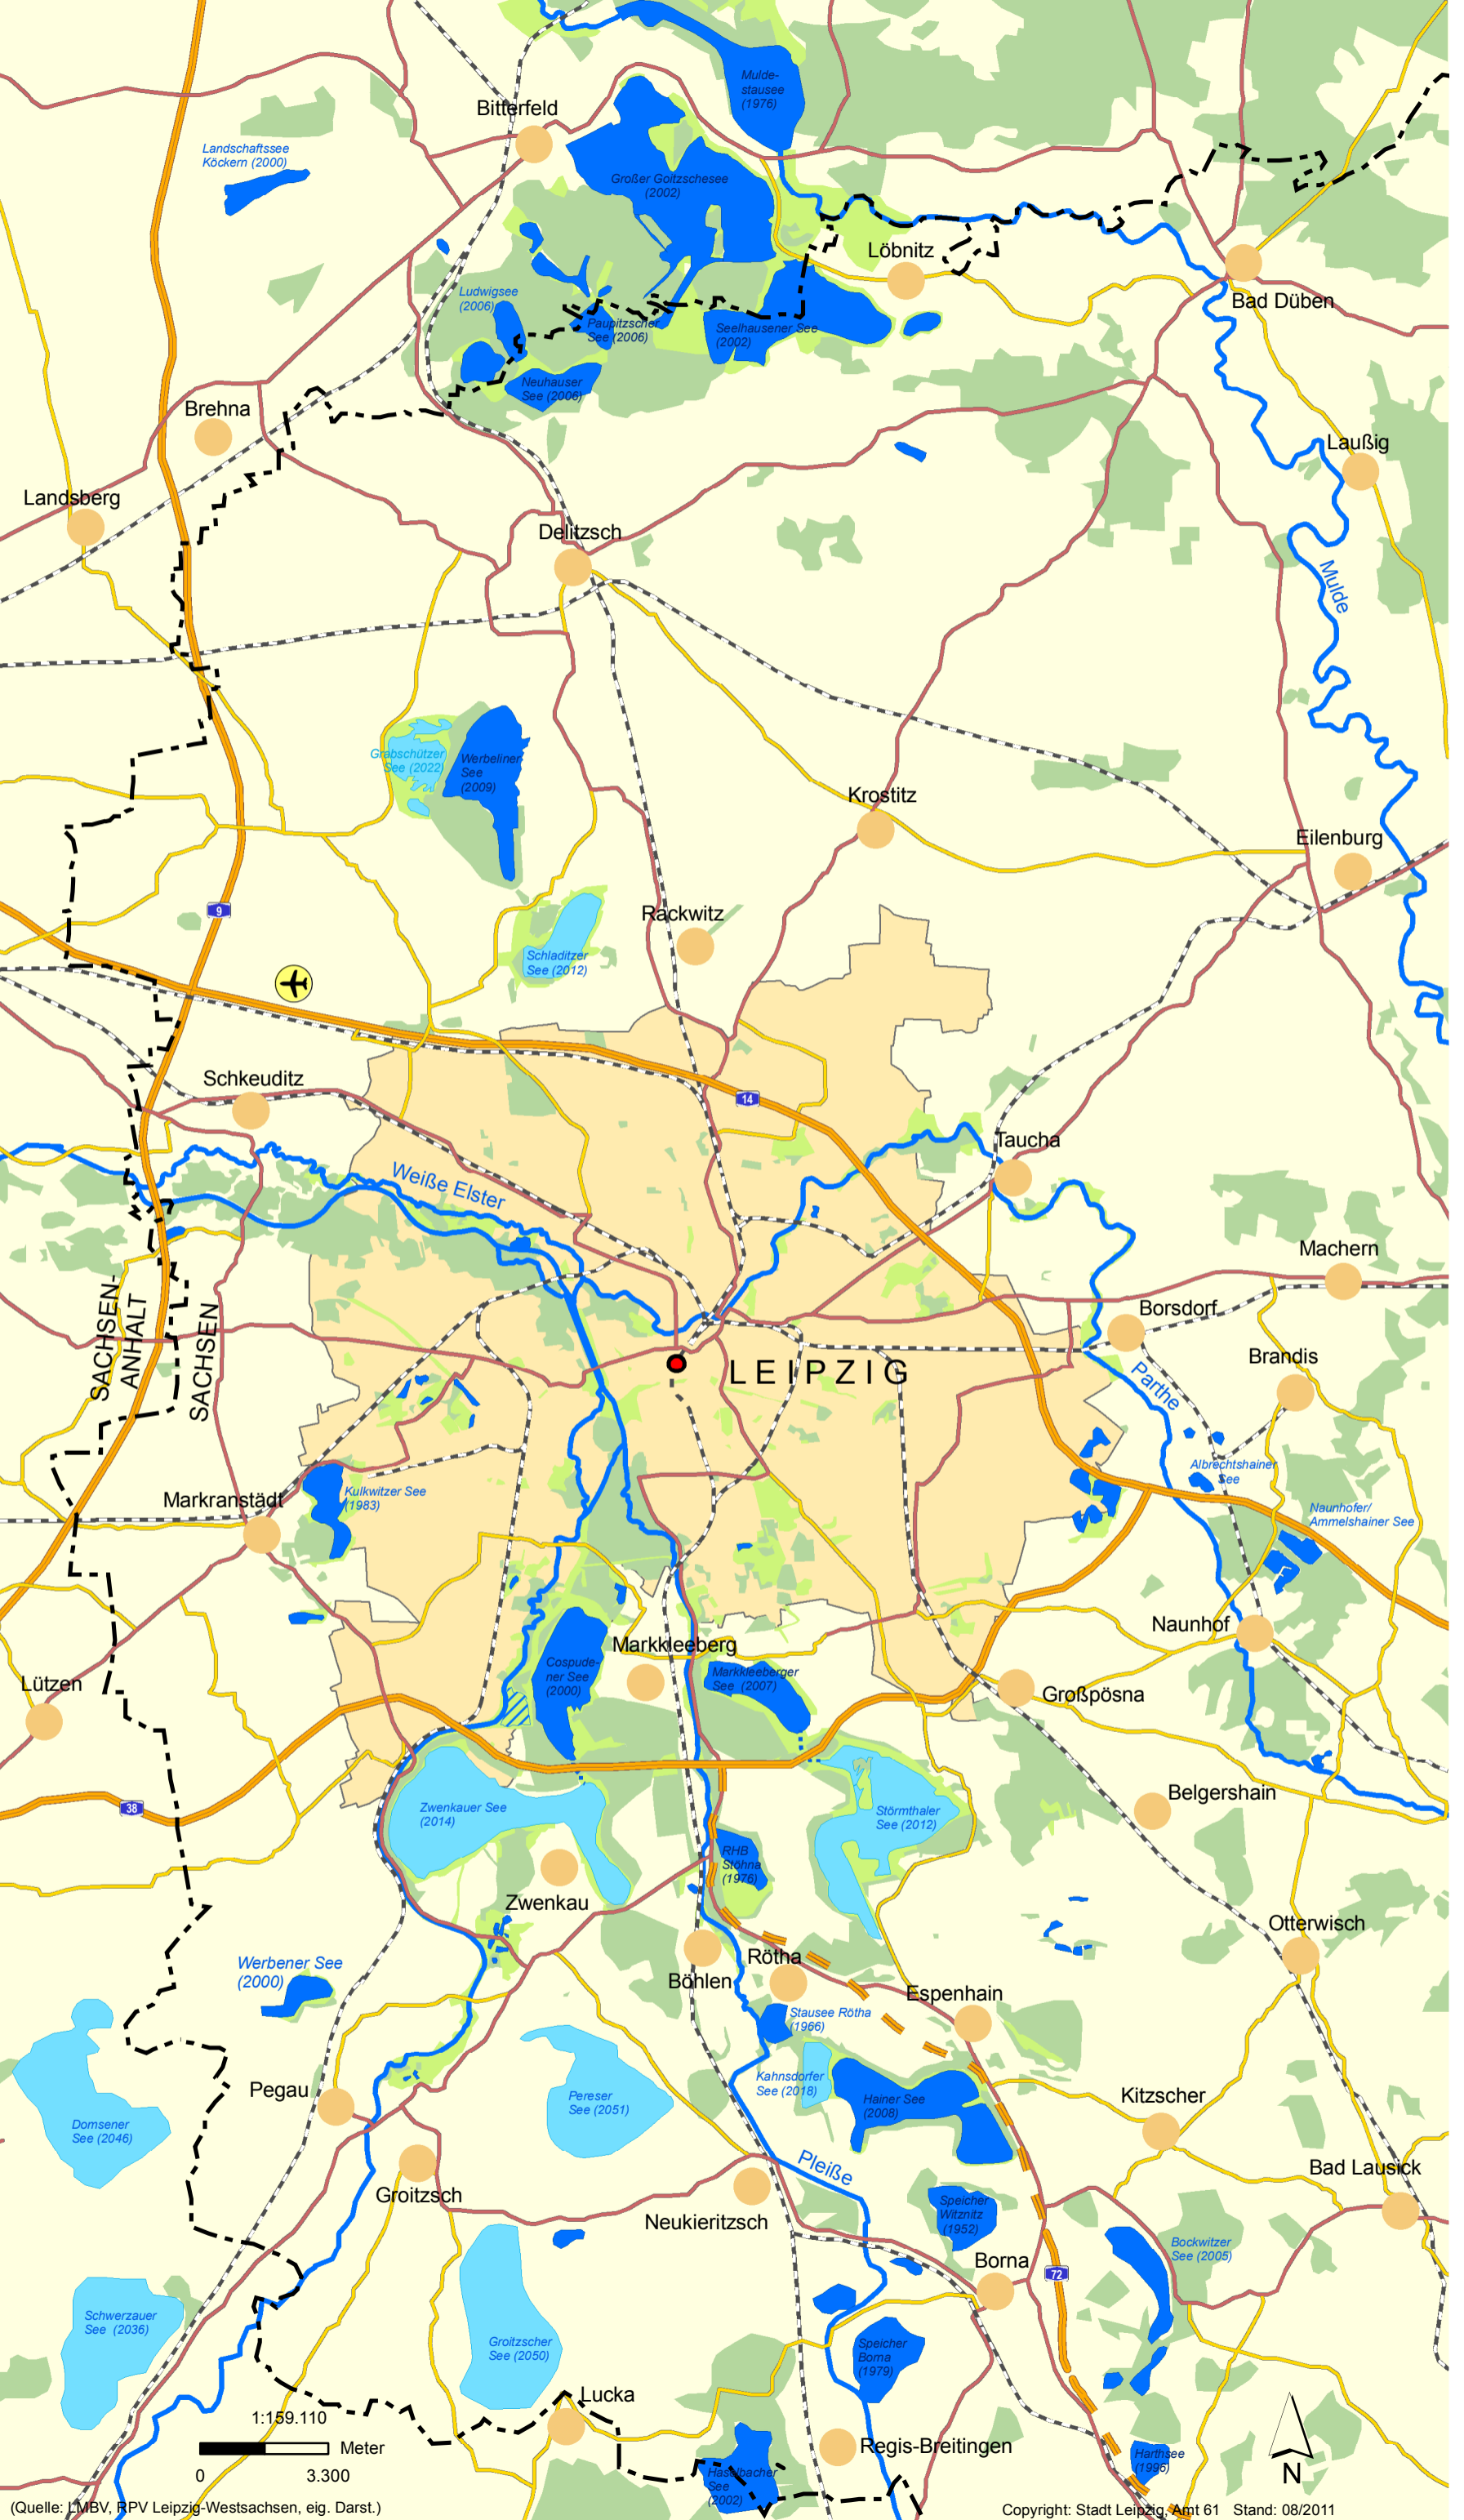 Mulde-
stausee
(1976)
Bitterfeld
Landschaftssee
Köckern (2000)
Großer Goitzschesee
(2002)
Löbnitz
Bad Düben
Ludwigsee
(2006)
Paupitzscher
See (2006)
Seelhausener See
(2002)
Neuhauser
See (2006)
Brehna
Laußig
Landsberg
Delitzsch
Mulde
Grabschützer
See (2022)
Werbeliner
See
(2009)
Krostitz
Eilenburg
9
Rackwitz
Schladitzer
See (2012)
Schkeuditz
14
Taucha
Weiße Elster
Machern
SACHSEN-
ANHALT
SACHSEN
Borsdorf
Brandis
LEIPZIG
Parthe
Albrechtshainer
See
Kulkwitzer See
(1983)
Markranstädt
Naunhofer/
Ammelshainer See
Naunhof
Markkleeberg
Cospude-
ner See
(2000)
Markkleeberger
See (2007)
Lützen
Großpösna
Belgershain
38
Zwenkauer See
(2014)
Störmthaler
See (2012)
RHB
Stöhna
(1976)
Zwenkau
Otterwisch
Werbener See
(2000)
Böhlen
Rötha
Espenhain
Stausee Rötha
(1966)
Kahnsdorfer
See (2018)
Hainer See
(2008)
Pegau
Pereser
See (2051)
Kitzscher
Domsener
See (2046)
Pleiße
Bad Lausick
Groitzsch
Neukieritzsch
Speicher
Witznitz
(1952)
Bockwitzer
See (2005)
Borna
72
Schwerzauer
See (2036)
Groitzscher
See (2050)
Speicher
Borna
(1979)
Lucka
1:159.110
Meter
0
3.300
Regis-Breitingen
Haselbacher
See
(2002)
Harthsee
(1996)
N
(Quelle: LMBV, RPV Leipzig-Westsachsen, eig. Darst.)
Copyright: Stadt Leipzig, Amt 61 Stand: 08/2011